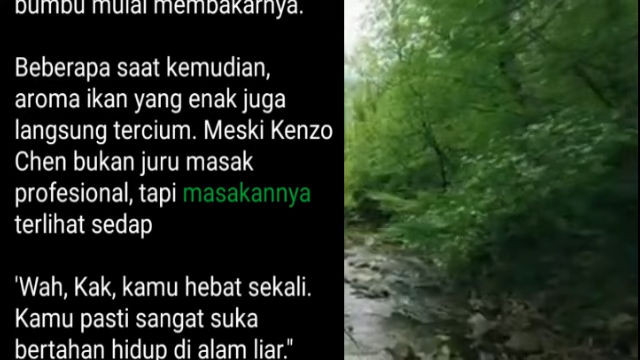 bumbu mulai membakarnya.
Beberapa saat kemudian,
aroma ikan yang enak juga
langsung tercium. Meski Kenzo
Chen bukan juru masak
profesional, tapi masakannya
terlihat sedap
'Wah, Kak, kamu hebat sekali.
Kamu pasti sangat suka
bertahan hidup di alam liar."